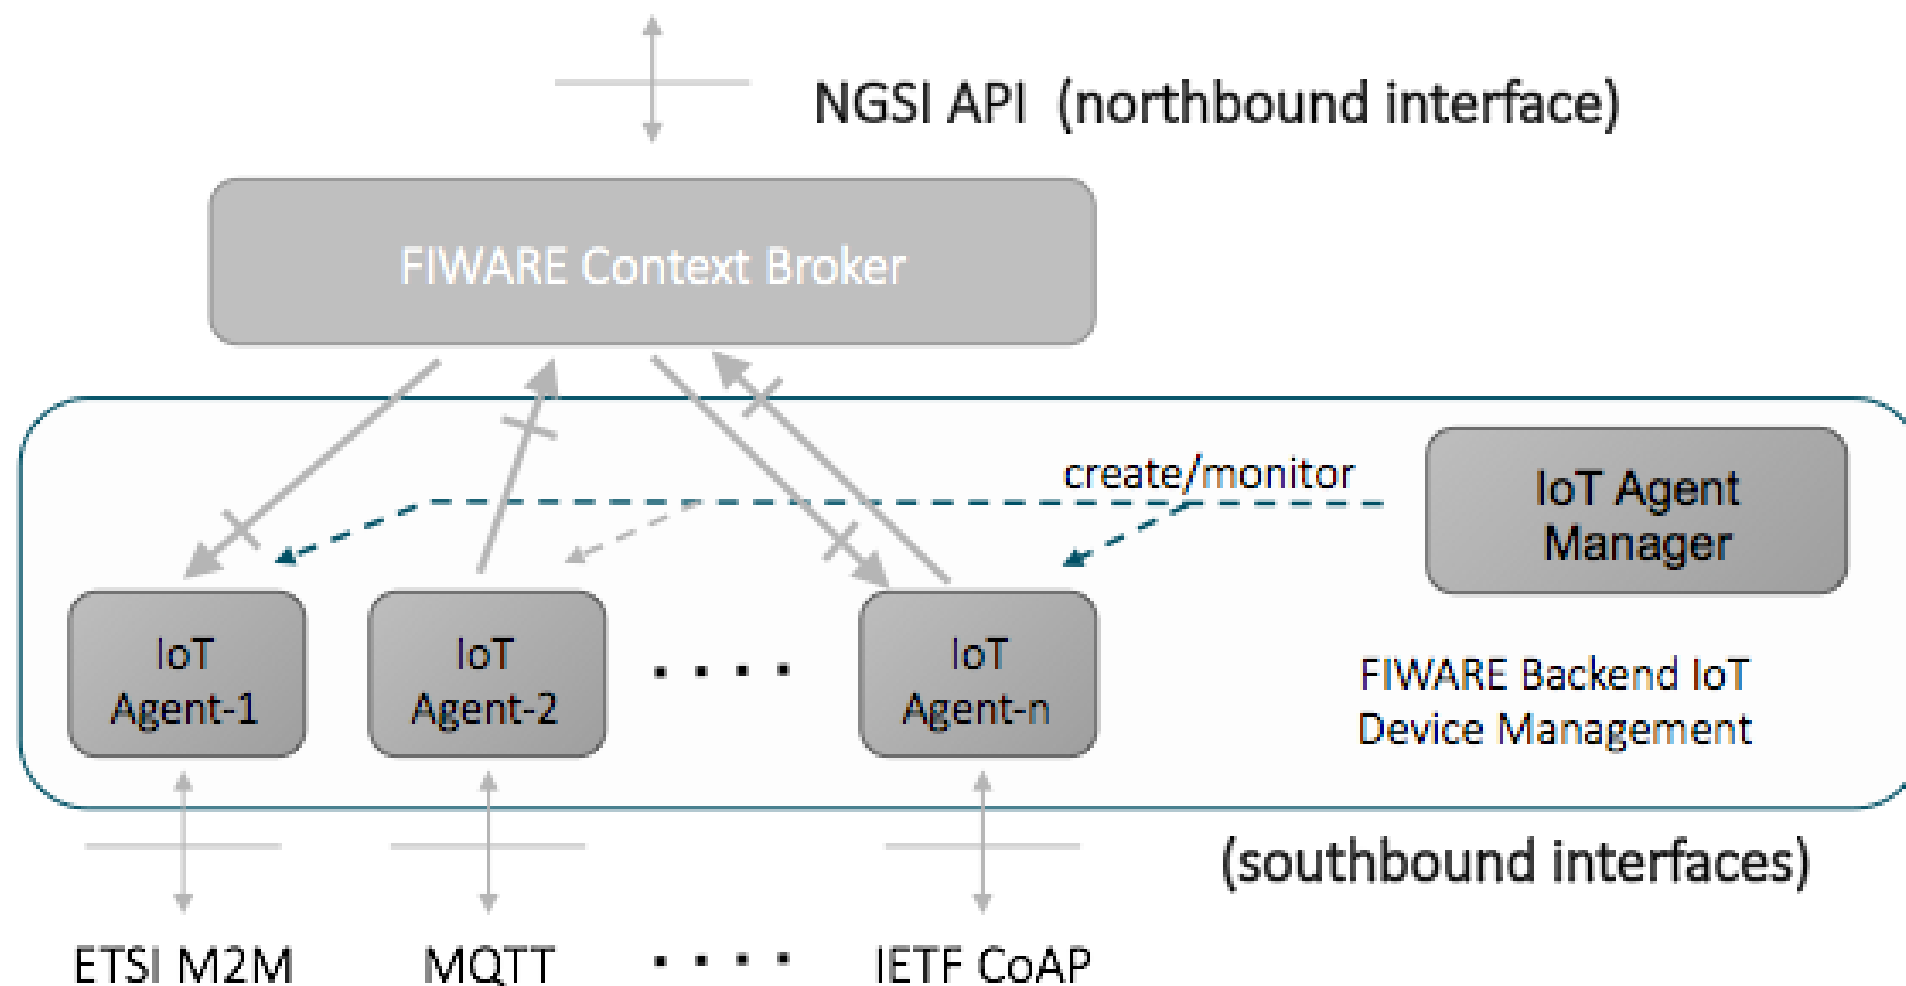 NGSI API (northbound interface)
FIWARE Context Broker
create/monitor
IoT Agent
Manager
IoT
Agent-1
IoT
Agent-2
. . . .
IoT
Agent-n
FIWARE Backend IoT
Device Management
(southbound interfaces)
ETSI M2M
MQTT
. . . .
IETF CoAP